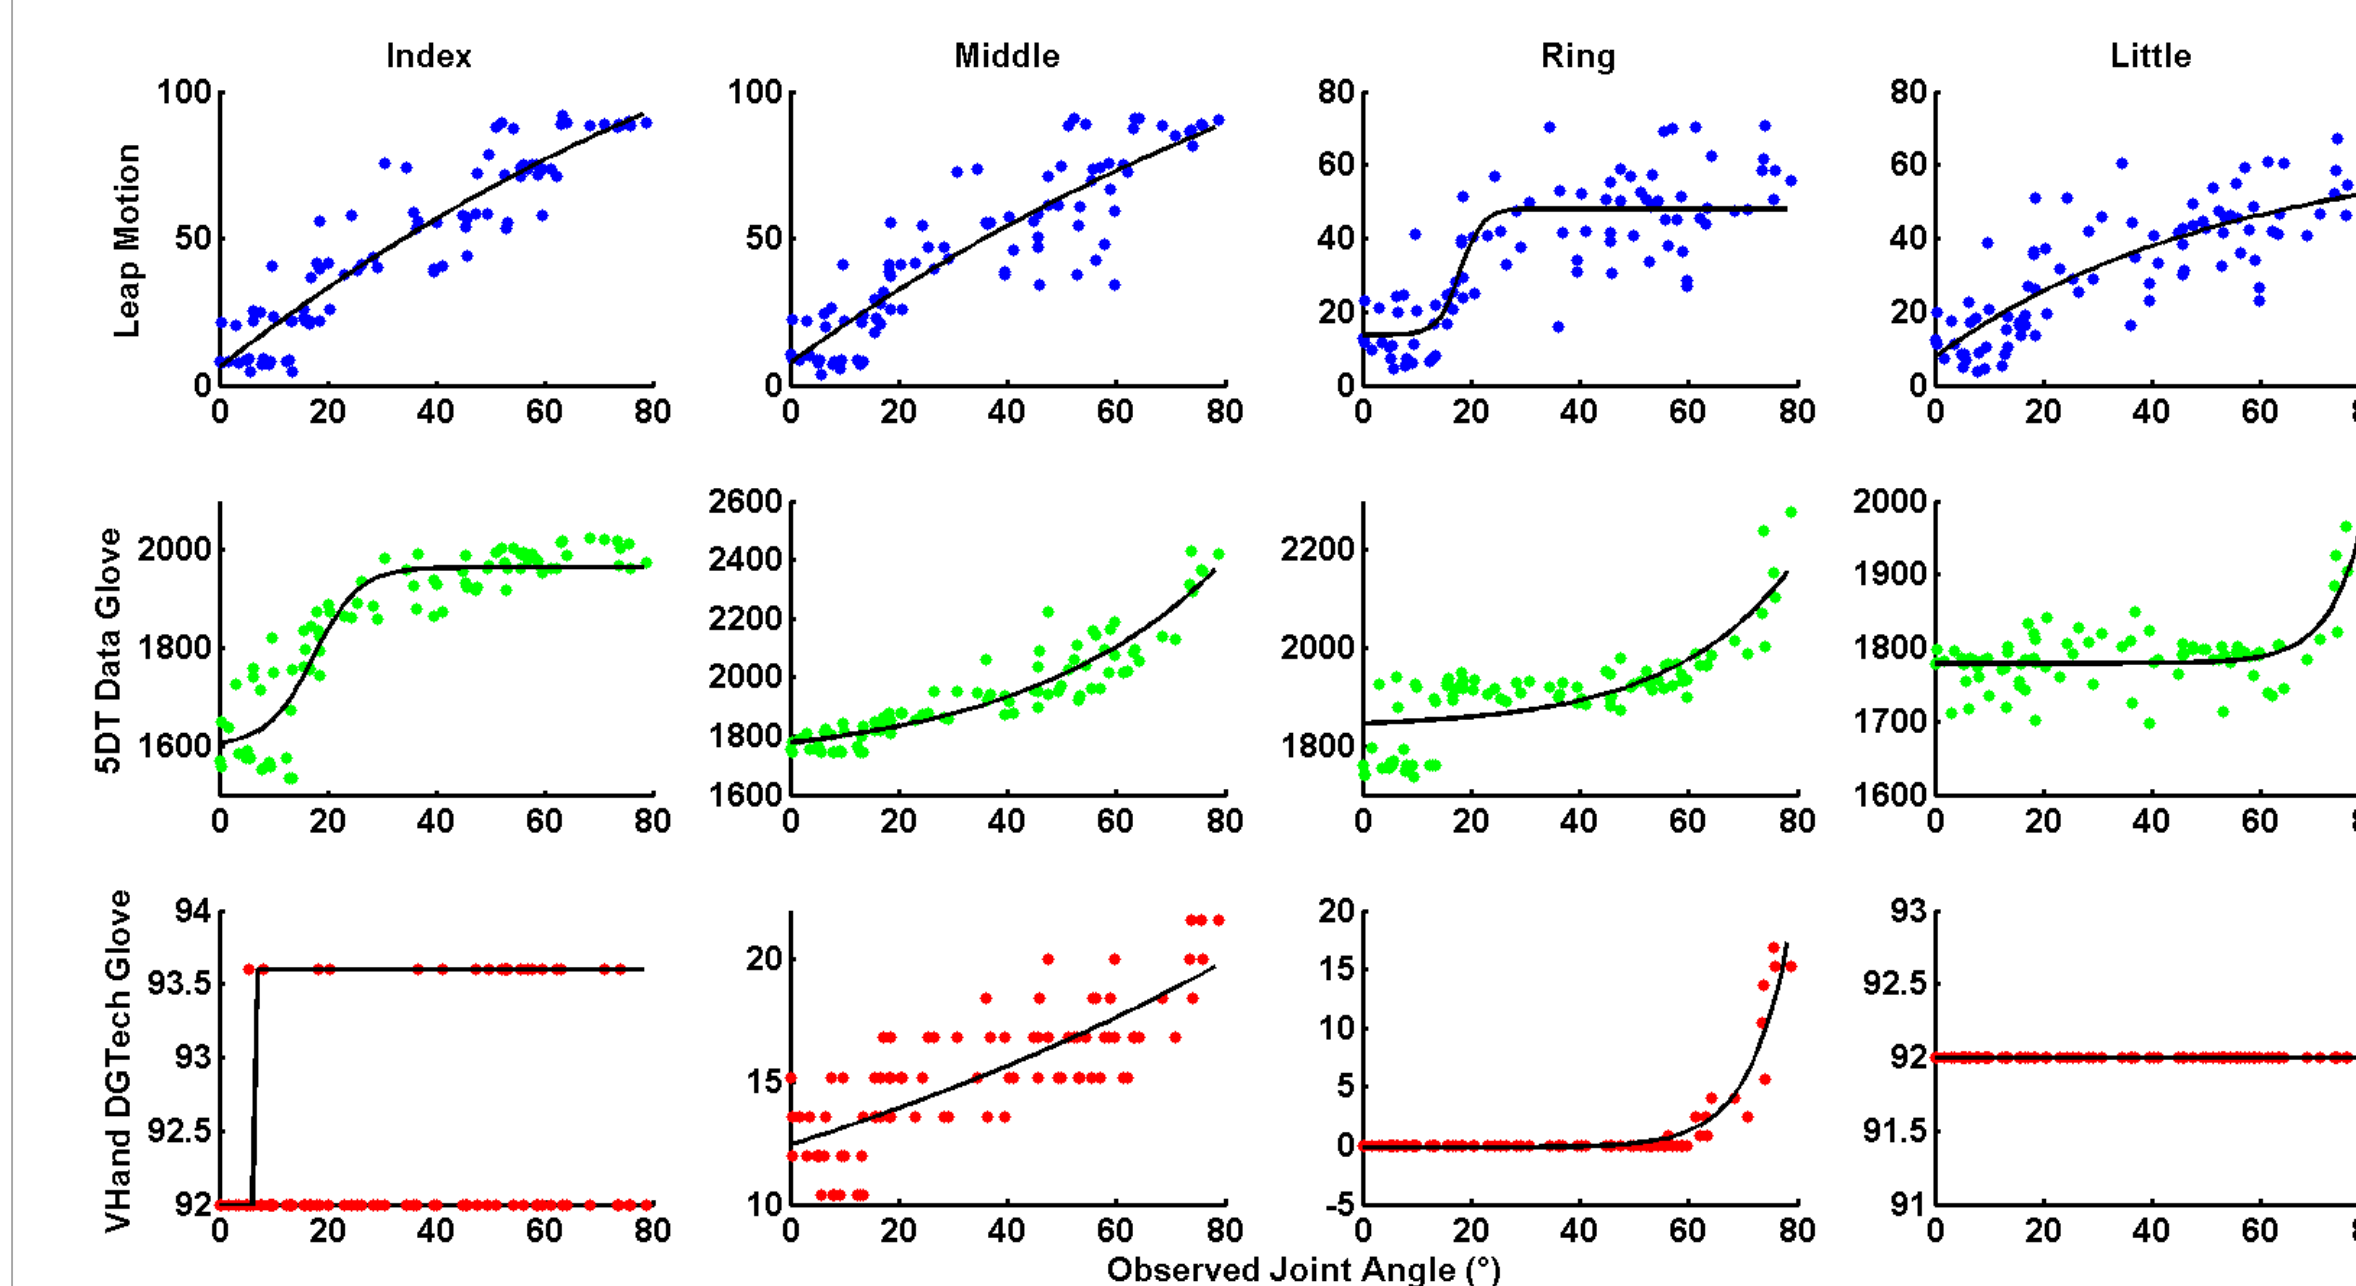 Index Middle Ring Little
Leap Motion
100 50 0
0 20 40 60 80
100 50 0
0 20 40 60 80
80 60 40 20 0
0 20 40 60 80
80 60 40 20 0
0 20 40 60
5DT Data Glove
2000 1800 1600
0 20 40 60 80
2600 2400 2200 2000 1800 1600
0 20 40 60 80
2200 2000 1800
0 20 40 60 80
2000 1900 1800 1700 1600
0 20 40 60
VHand DGTech Glove
94 93.5 93 92.5 92
0 20 40 60 80
20 15 10
0 20 40 60 80
20 15 10 5 0 -5
0 20 40 60 80
93 92.5 92 91.5 91
0 20 40 60
Observed Joint Angle (°)